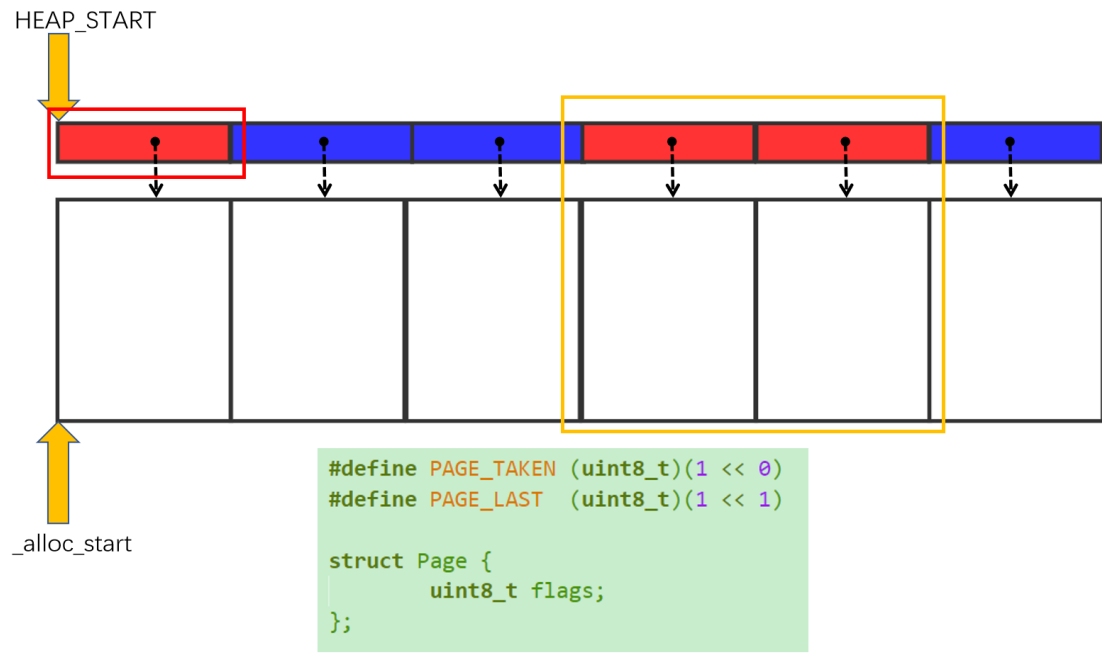 HEAP_START
_alloc_start
#define PAGE_TAKEN (uint8_t)(1 << 0)
#define PAGE_LAST  (uint8_t)(1 << 1)
struct Page {
        uint8_t flags;
};